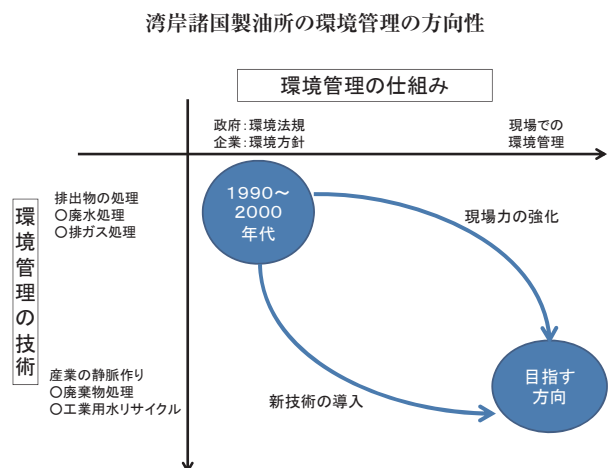 湾岸諸国製油所の環境管理の方向性
環境管理の仕組み
政府：環境法規
企業：環境方針
現場での
環境管理
環境管理の技術
排出物の処理
○廃水処理
○排ガス処理
1990～
2000
年代
現場力の強化
産業の静脈作り
○廃棄物処理
○工業用水リサイクル
新技術の導入
目指す
方向